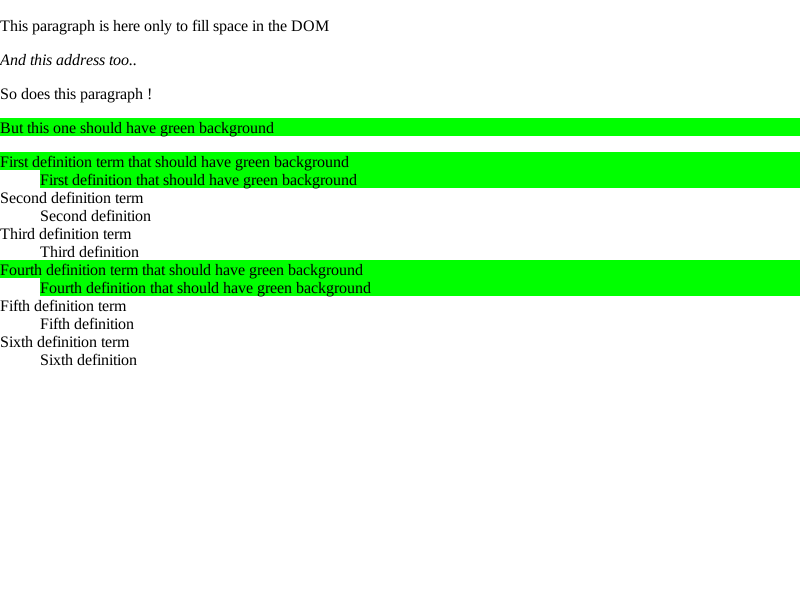 This paragraph is here only to fill space in the DOM
And this address too..
So does this paragraph !
But this one should have green background
First definition term that should have green background
First definition that should have green background
Second definition term
Second definition
Third definition term
Third definition
Fourth definition term that should have green background
Fourth definition that should have green background
Fifth definition term
Fifth definition
Sixth definition term
Sixth definition